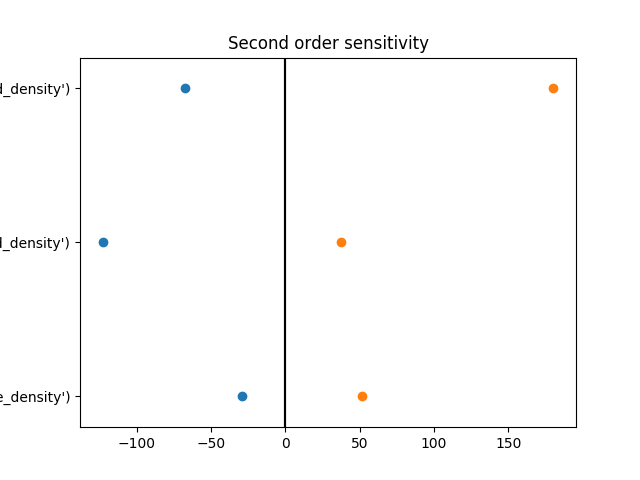 Second order sensitivity
d_density')
d_density')
e_density')
−100 −50 0 50 100 150